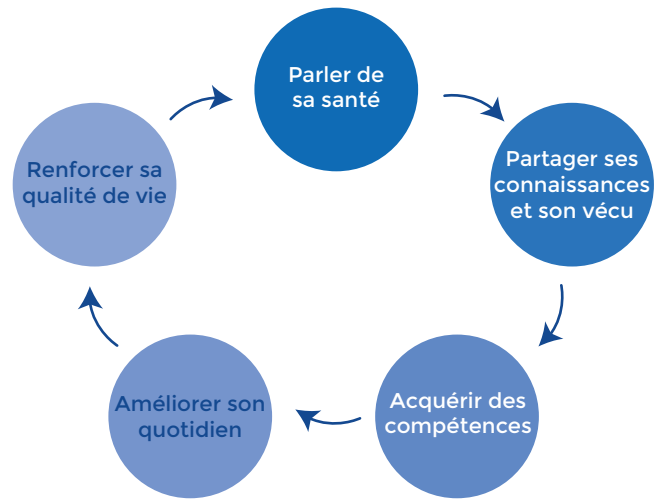 Parler de
sa santé
Partager ses
connaissances
et son vécu
Acquérir des
compétences
Améliorer son
quotidien
Renforcer sa
qualité de vie